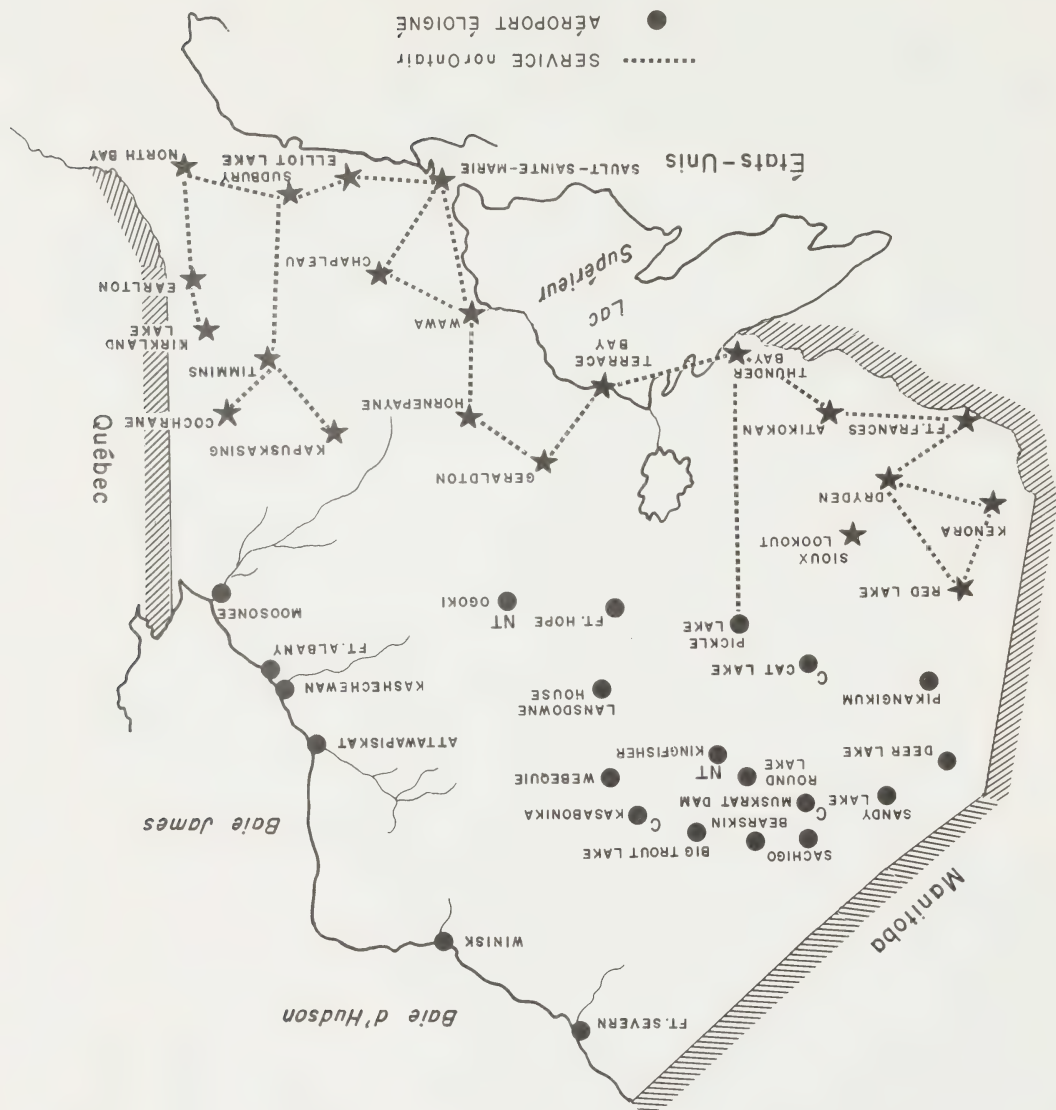 FT. SEVERN
Baie d'Hudson
WINISK
Manitoba
SACHIGO
BEARSKIN
BIG TROUT LAKE
MUSKRAT DAM
C
KASABONIKA
C
SANDY LAKE
ROUND
LAKE
NT
KINGFISHER
WEBEQUIE
Baie James
DEER LAKE
ATTAWAPISKAT
PIKANGIKUM
CAT LAKE
C
LANSDOWNE
HOUSE
KASHECHEWAN
FT. ALBANY
PICKLE
LAKE
FT. HOPE
NT
OGOKI
MOOSONEE
RED LAKE
SIOUX
LOOKOUT
KENORA
DRYDEN
Québec
GERALDTON
KAPUSKASING
FT. FRANCES
ATIKOKAN
HORNEPAYNE
COCHRANE
THUNDER
BAY
TERRACE
BAY
TIMMINS
Lac
Supérieur
WAWA
KIRKLAND
LAKE
CHAPLEAU
EARLTON
États-Unis
SAULT-SAINTE-MARIE
ELLIOT LAKE
SUDBURY
NORTH BAY
SERVICE norOntair
AÉROPORT ÉLOIGNÉ